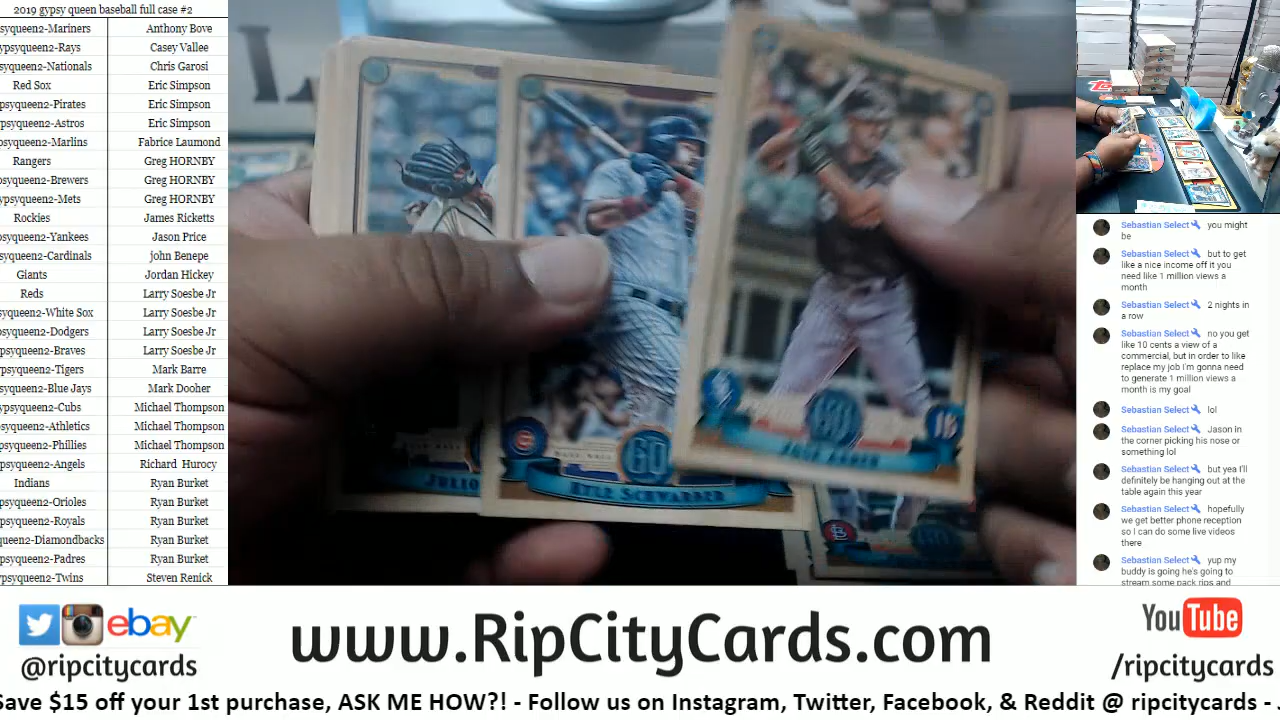 2019 gypsy queen baseball full case #2
syqueen2-Mariners Anthony Bove
ypsyqueen2-Rays Casey Vallee
yqueen2-Nationals Chris Garosi
Red Sox Eric Simpson
psyqueen2-Pirates Eric Simpson
psyqueen2-Astros Eric Simpson
psyqueen2-Marlins Fabrice Laumond
Rangers Greg HORNBY
psyqueen2-Brewers Greg HORNBY
ypsyqueen2-Mets Greg HORNBY
Rockies James Ricketts
psyqueen2-Yankees Jason Price
yqueen2-Cardinals john Benepe
Giants Jordan Hickey
Reds Larry Soesbe Jr
syqueen2-White Sox Larry Soesbe Jr
psyqueen2-Dodgers Larry Soesbe Jr
psyqueen2-Braves Larry Soesbe Jr
psyqueen2-Tigers Mark Barre
syqueen2-Blue Jays Mark Dooher
ypsyqueen2-Cubs Michael Thompson
syqueen2-Athletics Michael Thompson
psyqueen2-Phillies Michael Thompson
psyqueen2-Angels Richard Hurocy
Indians Ryan Burket
psyqueen2-Orioles Ryan Burket
psyqueen2-Royals Ryan Burket
queen2-Diamondbacks Ryan Burket
psyqueen2-Padres Ryan Burket
psyqueen2-Twins Steven Renick
KYLE SCHWARBER
Sebastian Select you might
be
Sebastian Select but to get
like a nice income off it you
need like 1 million views a
month
Sebastian Select 2 nights in
a row
Sebastian Select no you get
like 10 cents a view of a
commercial, but in order to like
replace my job i'm gonna need
to generate 1 million views a
month is my goal
Sebastian Select lol
Sebastian Select Jason in
the corner picking his nose or
something lol
Sebastian Select but yea I'll
definitely be hanging out at the
table again this year
Sebastian Select hopefully
we get better phone reception
so I can do some live videos
there
Sebastian Select yup my
buddy is going he's going to
stream some pack rips and
ebay
@ripcitycards
www.RipCityCards.com
YouTube
/ripcitycards
Save $15 off your 1st purchase, ASK ME HOW?! - Follow us on Instagram, Twitter, Facebook, & Reddit @ ripcitycards -